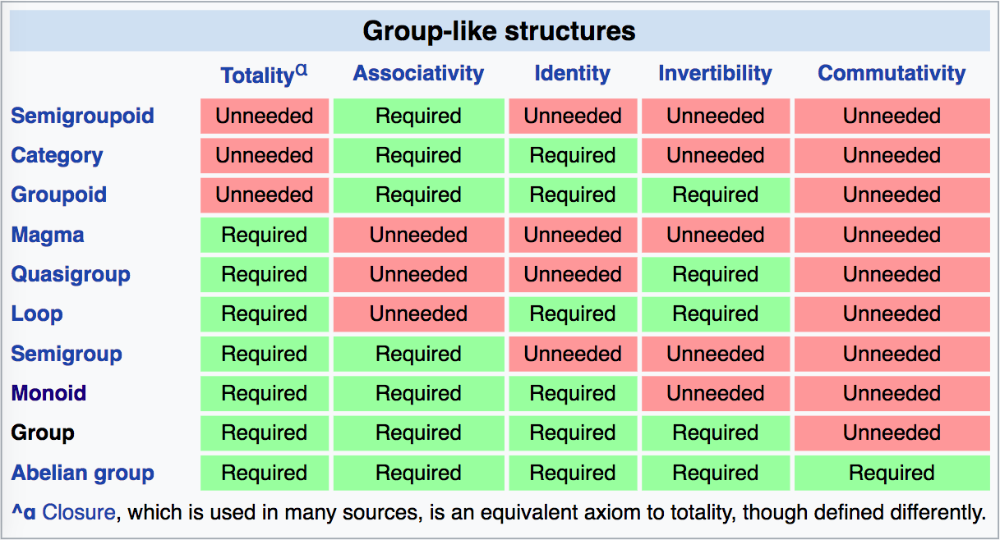 Group-like structures
Totalityα Associativity Identity Invertibility Commutativity
Semigroupoid Unneeded Required Unneeded Unneeded Unneeded
Category Unneeded Required Required Unneeded Unneeded
Groupoid Unneeded Required Required Required Unneeded
Magma Required Unneeded Unneeded Unneeded Unneeded
Quasigroup Required Unneeded Unneeded Required Unneeded
Loop Required Unneeded Required Required Unneeded
Semigroup Required Required Unneeded Unneeded Unneeded
Monoid Required Required Required Unneeded Unneeded
Group Required Required Required Required Unneeded
Abelian group Required Required Required Required Required
^α Closure, which is used in many sources, is an equivalent axiom to totality, though defined differently.